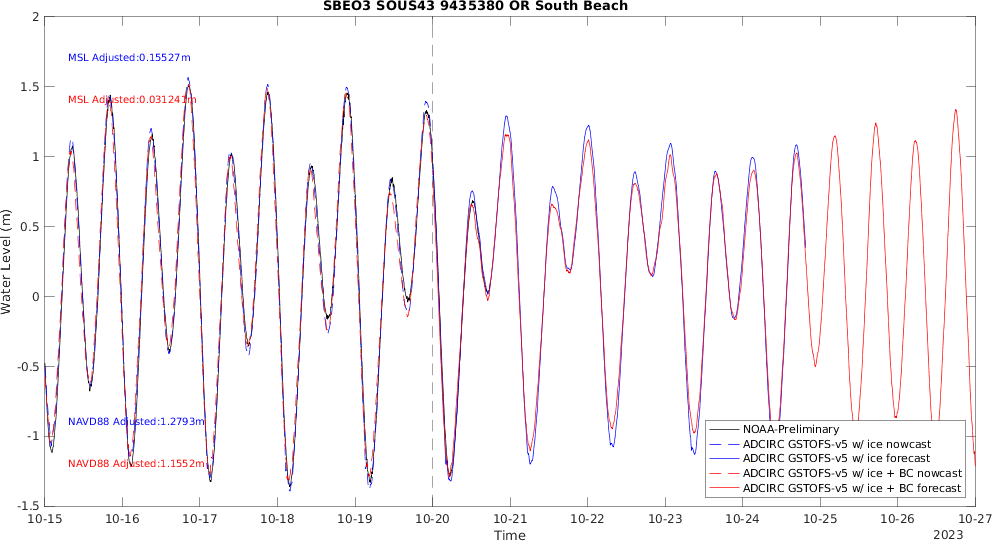 SBEO3 SOUS43 9435380 OR South Beach
2
1.5
1
0.5
0
-0.5
-1
-1.5
Water Level (m)
MSL Adjusted:0.15527m
MSL Adjusted:0.031241m
NAVD88 Adjusted:1.2793m
NAVD88 Adjusted:1.1552m
NOAA-Preliminary
ADCIRC GSTOFS-v5 w/ ice nowcast
ADCIRC GSTOFS-v5 w/ ice forecast
ADCIRC GSTOFS-v5 w/ ice + BC nowcast
ADCIRC GSTOFS-v5 w/ ice + BC forecast
10-15 10-16 10-17 10-18 10-19 10-20 10-21 10-22 10-23 10-24 10-25 10-26 10-27
Time
2023